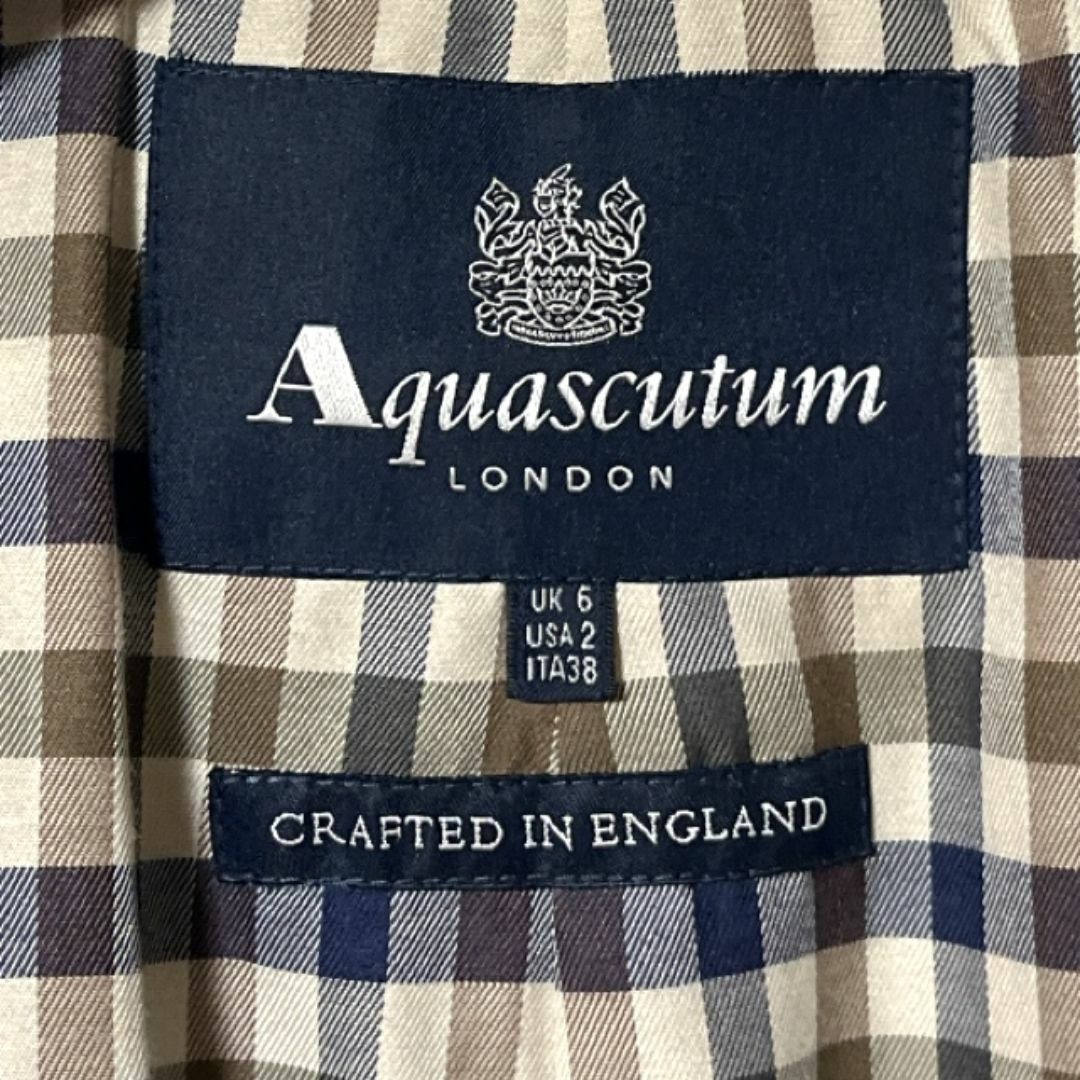 Aquascutum
LONDON
UK 6
USA 2
ITA38
CRAFTED IN ENGLAND